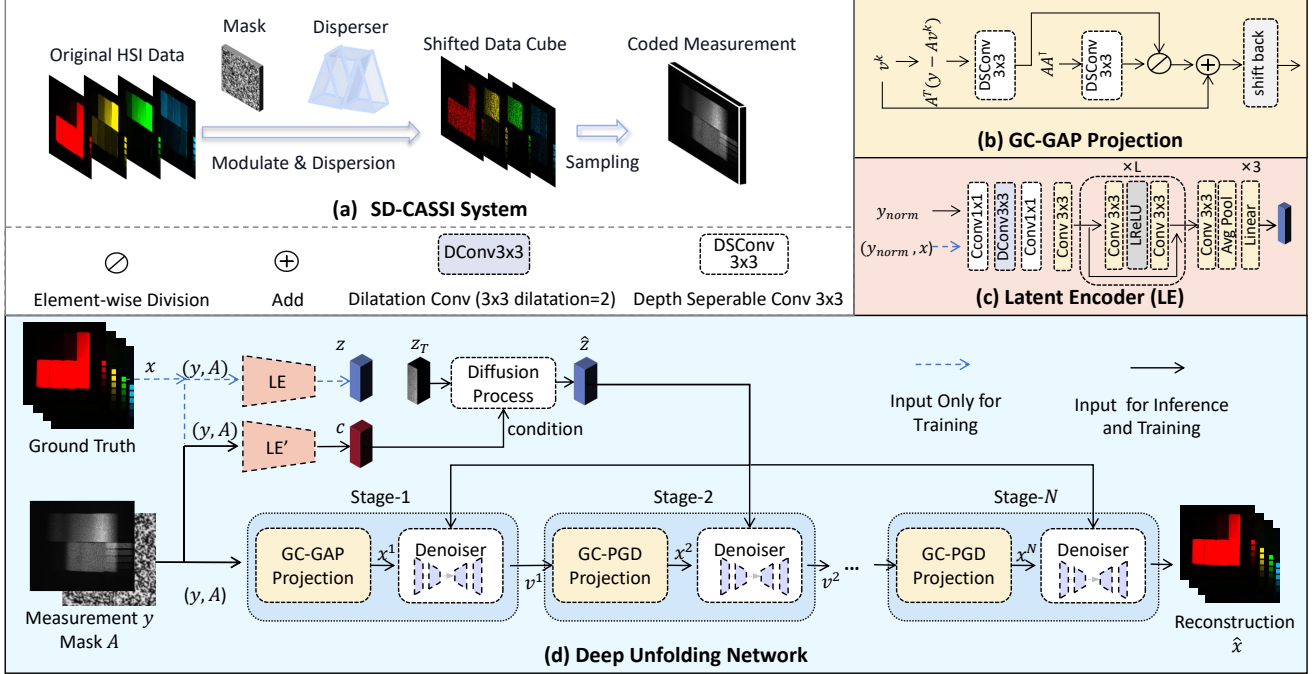 Mask
Disperser
Original HSI Data
Shifted Data Cube
Coded Measurement
Modulate & Dispersion
Sampling
(a) SD-CASSI System
Element-wise Division
Add
DConv3x3
Dilatation Conv (3x3 dilatation=2)
DSConv
3x3
Depth Seperable Conv 3x3
v^k
A^T(y − Av^k)
DSConv
3x3
AA^T
DSConv
3x3
shift back
(b) GC-GAP Projection
y_norm
(y_norm, x)
Conv1x1
DConv3x3
Conv1x1
Conv 3x3
×L
Conv 3x3
LReLU
Conv 3x3
Conv 3x3
Avg Pool
×3
Linear
(c) Latent Encoder (LE)
x
(y, A)
LE
z
z_T
Diffusion
Process
ẑ
Ground Truth
(y, A)
LE'
c
condition
Input Only for
Training
Input for Inference
and Training
Stage-1
Stage-2
Stage-N
GC-GAP
Projection
x^1
Denoiser
v^1
GC-PGD
Projection
x^2
Denoiser
v^2
...
GC-PGD
Projection
x^N
Denoiser
(y, A)
Measurement y
Mask A
Reconstruction
x̂
(d) Deep Unfolding Network